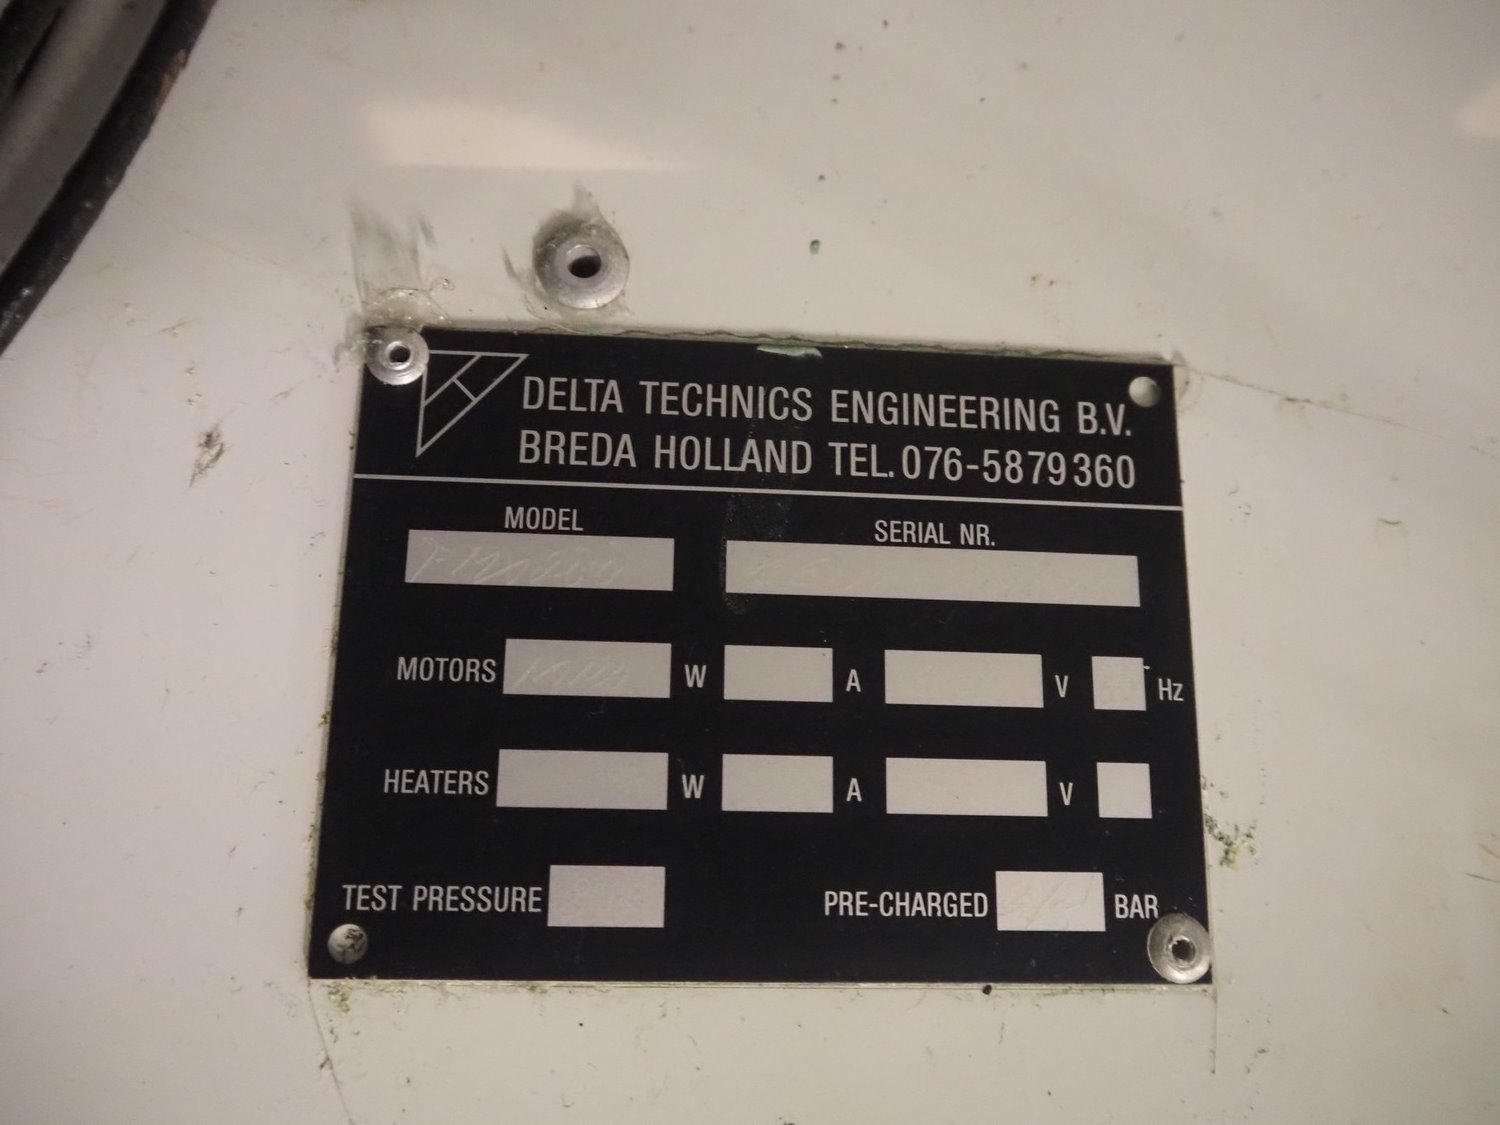 DELTA TECHNICS ENGINEERING B.V.
BREDA HOLLAND TEL. 076-5879360
MODEL
SERIAL NR.
MOTORS W A V Hz
HEATERS W A V
TEST PRESSURE PRE-CHARGED BAR